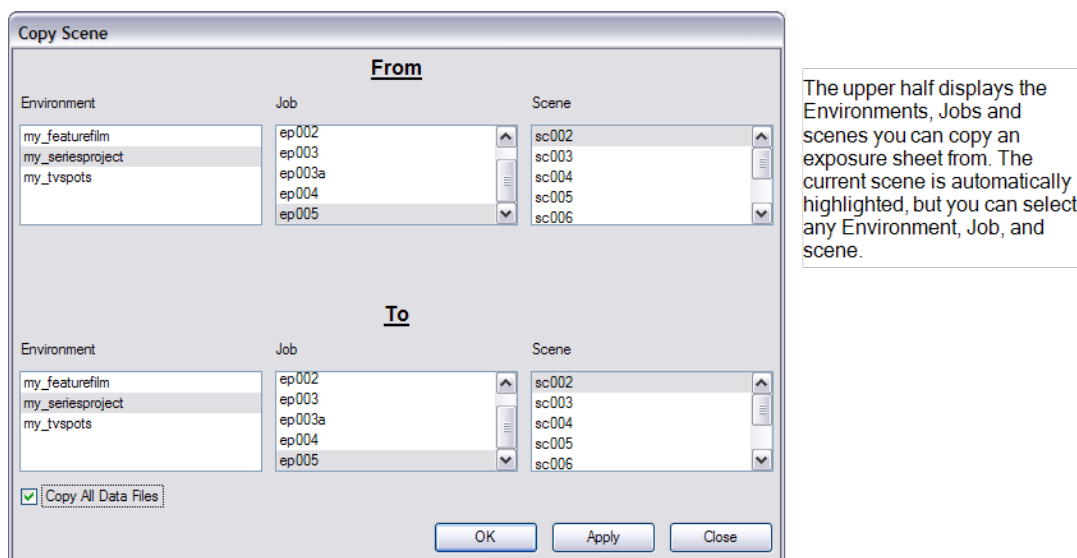 Copy Scene
From
Environment
Job
Scene
my_featurefilm
my_seriesproject
my_tvspots
ep002
ep003
ep003a
ep004
ep005
sc002
sc003
sc004
sc005
sc006
The upper half displays the
Environments, Jobs and
scenes you can copy an
exposure sheet from. The
current scene is automatically
highlighted, but you can select
any Environment, Job, and
scene.
To
Environment
Job
Scene
my_featurefilm
my_seriesproject
my_tvspots
ep002
ep003
ep003a
ep004
ep005
sc002
sc003
sc004
sc005
sc006
Copy All Data Files
OK
Apply
Close